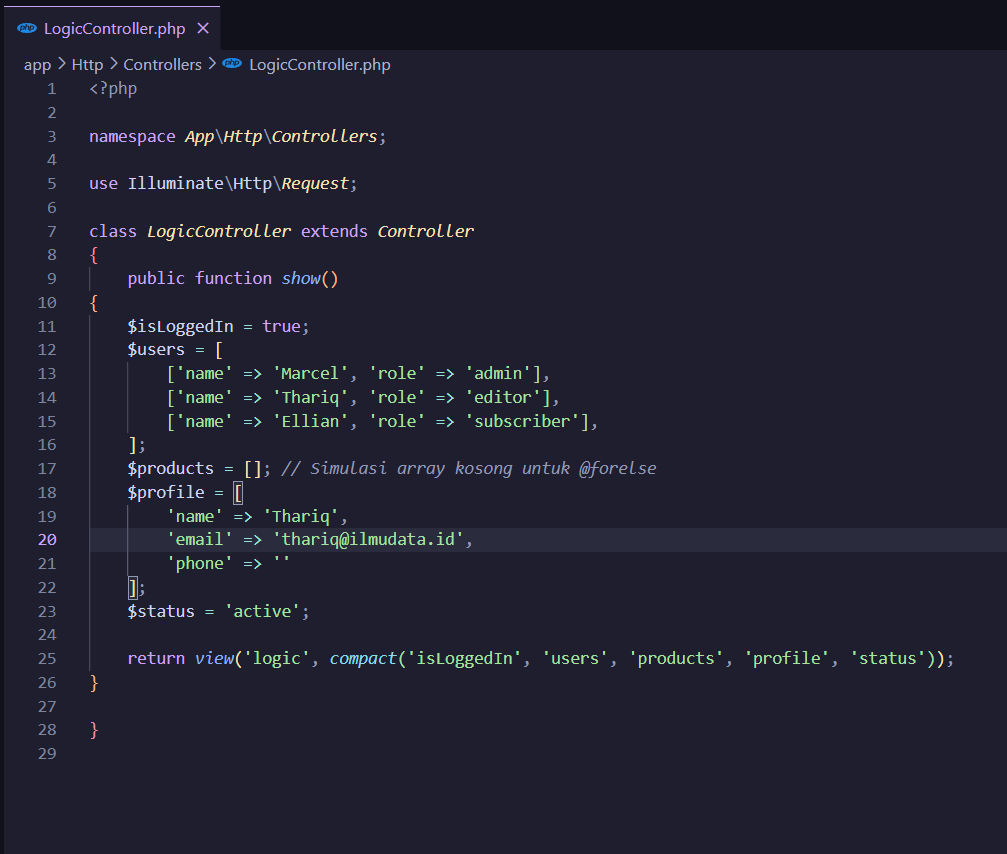 php LogicController.php ×
app > Http > Controllers > php LogicController.php
1 <?php
2
3 namespace App\Http\Controllers;
4
5 use Illuminate\Http\Request;
6
7 class LogicController extends Controller
8 {
9     public function show()
10 {
11     $isLoggedIn = true;
12     $users = [
13         ['name' => 'Marcel', 'role' => 'admin'],
14         ['name' => 'Thariq', 'role' => 'editor'],
15         ['name' => 'Ellian', 'role' => 'subscriber'],
16     ];
17     $products = []; // Simulasi array kosong untuk @forelse
18     $profile = [
19         'name' => 'Thariq',
20         'email' => 'thariq@ilmudata.id',
21         'phone' => ''
22     ];
23     $status = 'active';
24
25     return view('logic', compact('isLoggedIn', 'users', 'products', 'profile', 'status'));
26 }
27
28 }
29